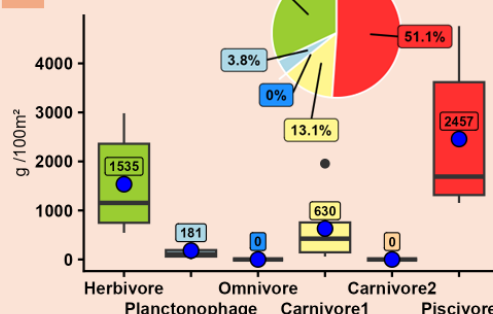 51.1%
3.8%
0%
13.1%
g /100m²
4000
3000
2000
1000
0
1535
181
0
630
0
2457
Herbivore
Planctonophage
Omnivore
Carnivore1
Carnivore2
Piscivore